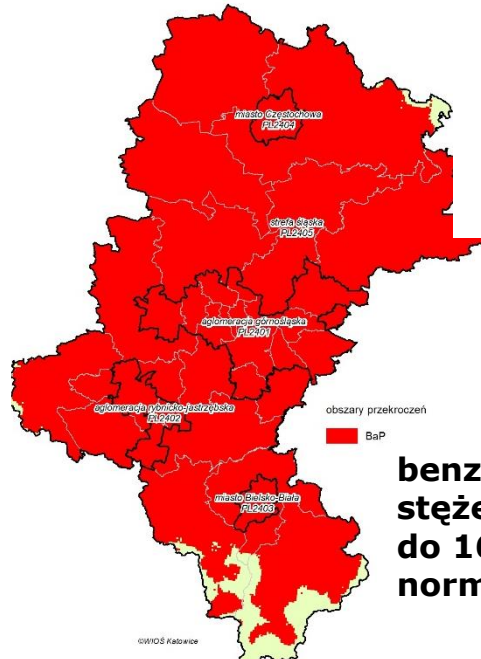 miasto Częstochowa
PL2404
strefa śląska
PL2405
aglomeracja górnośląska
PL2401
aglomeracja rybnicko-jastrzębska
PL2402
obszary przekroczeń
BaP
miasto Bielsko-Biała
PL2403
benz
stęże
do 16
norm
©WIOŚ Katowice